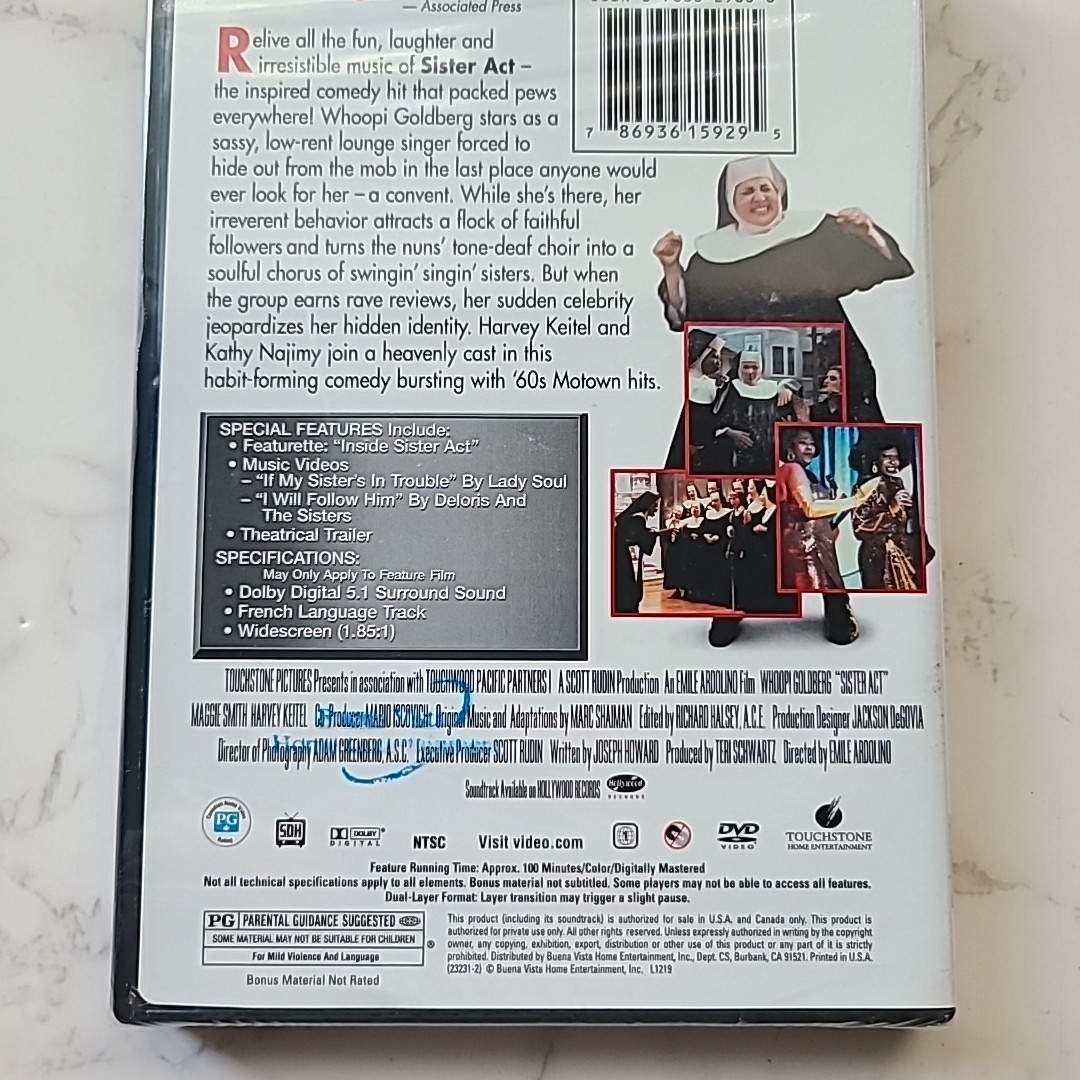 — Associated Press
Relive all the fun, laughter and
irresistible music of Sister Act –
the inspired comedy hit that packed pews
everywhere! Whoopi Goldberg stars as a
sassy, low-rent lounge singer forced to
hide out from the mob in the last place anyone would
ever look for her – a convent. While she's there, her
irreverent behavior attracts a flock of faithful
followers and turns the nuns' tone-deaf choir into a
soulful chorus of swingin' singin' sisters. But when
the group earns rave reviews, her sudden celebrity
jeopardizes her hidden identity. Harvey Keitel and
Kathy Najimy join a heavenly cast in this
habit-forming comedy bursting with '60s Motown hits.
7 86936 15929 5
SPECIAL FEATURES Include:
• Featurette: "Inside Sister Act"
• Music Videos
– "If My Sister's In Trouble" By Lady Soul
– "I Will Follow Him" By Deloris And
The Sisters
• Theatrical Trailer
SPECIFICATIONS:
May Only Apply To Feature Film
• Dolby Digital 5.1 Surround Sound
• French Language Track
• Widescreen (1.85:1)
TOUCHSTONE PICTURES Presents in association with TOUCHWOOD PACIFIC PARTNERS I A SCOTT RUDIN Production An EMILE ARDOLINO Film WHOOPI GOLDBERG "SISTER ACT"
MAGGIE SMITH HARVEY KEITEL Co-Producer MARIO ISCOVICH Original Music and Adaptations by MARC SHAIMAN Edited by RICHARD HALSEY, A.C.E. Production Designer JACKSON DeGOVIA
Director of Photography ADAM GREENBERG, A.S.C. Executive Producer SCOTT RUDIN Written by JOSEPH HOWARD Produced by TERI SCHWARTZ Directed by EMILE ARDOLINO
Soundtrack Available on HOLLYWOOD RECORDS Hollywood RECORDS
Canadian Home Video PG Rated SDH DOLBY DIGITAL NTSC Visit video.com 1 DVD VIDEO TOUCHSTONE HOME ENTERTAINMENT
Feature Running Time: Approx. 100 Minutes/Color/Digitally Mastered
Not all technical specifications apply to all elements. Bonus material not subtitled. Some players may not be able to access all features.
Dual-Layer Format: Layer transition may trigger a slight pause.
PG PARENTAL GUIDANCE SUGGESTED
SOME MATERIAL MAY NOT BE SUITABLE FOR CHILDREN ®
For Mild Violence And Language
Bonus Material Not Rated
This product (including its soundtrack) is authorized for sale in U.S.A. and Canada only. This product is
authorized for private use only. All other rights reserved. Unless expressly authorized in writing by the copyright
owner, any copying, exhibition, export, distribution or other use of this product or any part of it is strictly
prohibited. Distributed by Buena Vista Home Entertainment, Inc., Dept. CS, Burbank, CA 91521. Printed in U.S.A.
(23231-2) © Buena Vista Home Entertainment, Inc. L1219